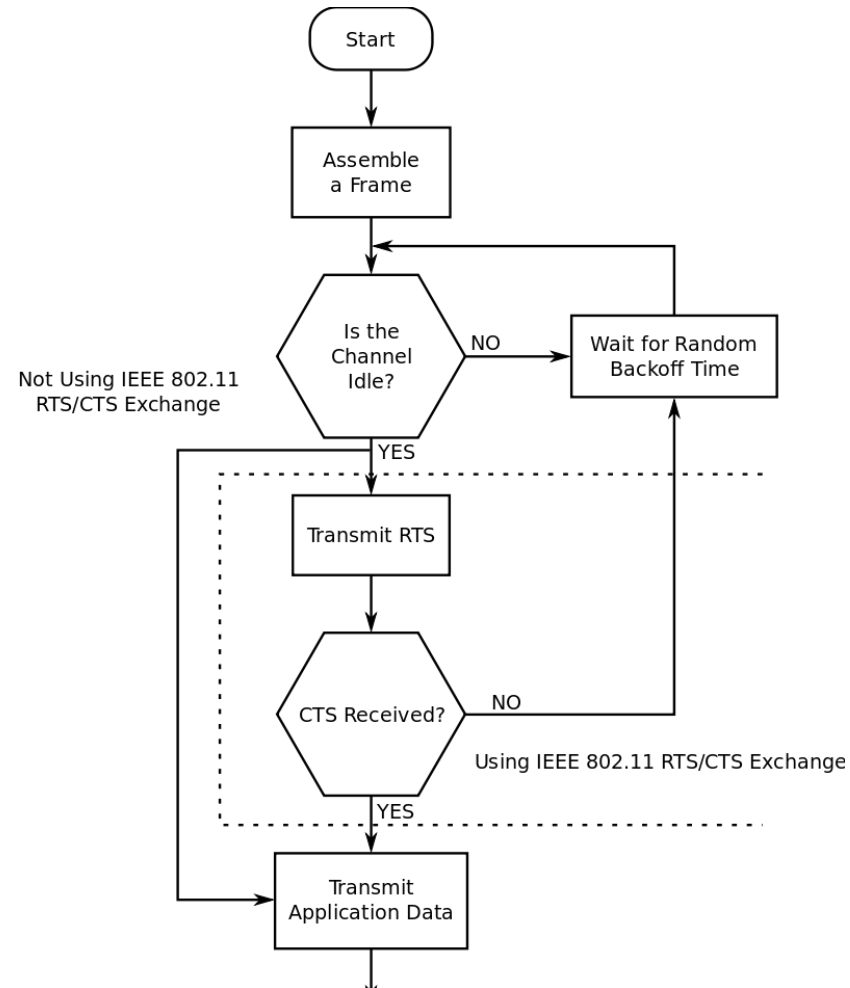 Start
Assemble
a Frame
Is the
Channel
Idle?
NO
Wait for Random
Backoff Time
Not Using IEEE 802.11
RTS/CTS Exchange
YES
Transmit RTS
CTS Received?
NO
Using IEEE 802.11 RTS/CTS Exchange
YES
Transmit
Application Data